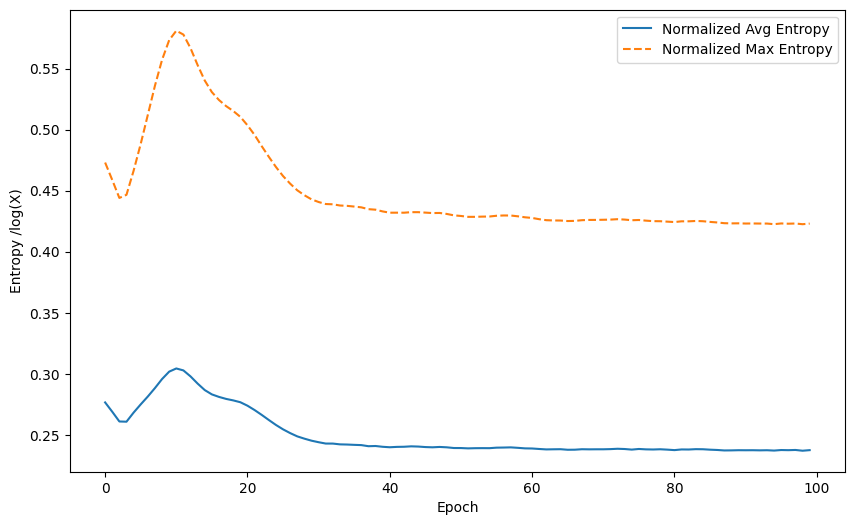 Normalized Avg Entropy
Normalized Max Entropy
0.55
0.50
0.45
0.40
0.35
0.30
0.25
Entropy /log(X)
0 20 40 60 80 100
Epoch